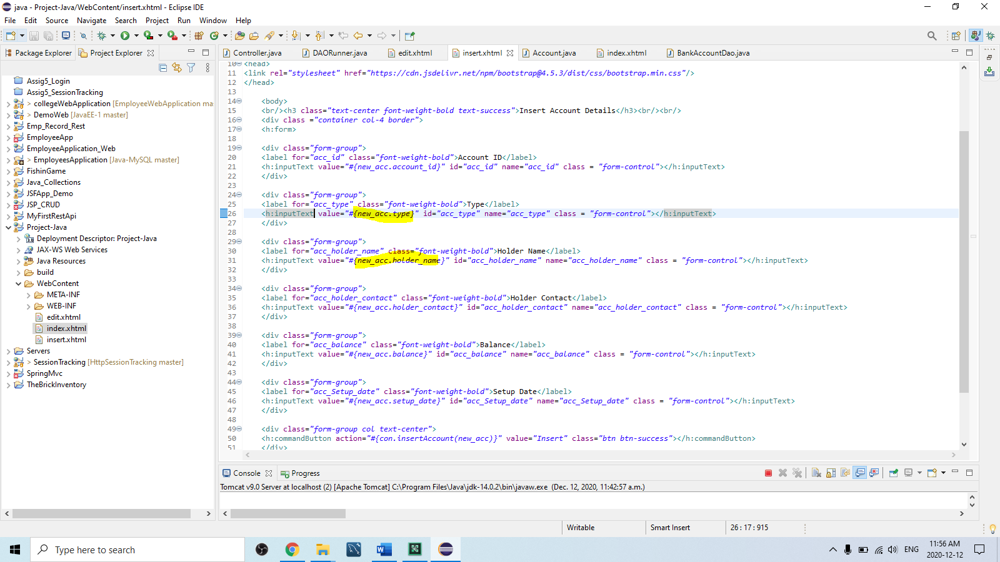 java - Project-Java/WebContent/insert.xhtml - Eclipse IDE
File Edit Source Refactor Navigate Search Project Run Window Help
Package Explorer Project Explorer
Controller.java DAORunner.java edit.xhtml insert.xhtml Account.java index.xhtml BankAccountDao.java
Assig5_Login
Assig5_SessionTracking
> collegeWebApplication [EmployeeWebApplication ma
> DemoWeb [JavaEE-1 master]
Emp_Record_Rest
EmployeeApp
EmployeeApplication_Web
> EmployeesApplication [Java-MySQL master]
FishinGame
Java_Collections
JSFApp_Demo
JSP_CRUD
MyFirstRestApi
Project-Java
Deployment Descriptor: Project-Java
JAX-WS Web Services
Java Resources
build
WebContent
META-INF
WEB-INF
edit.xhtml
index.xhtml
insert.xhtml
Servers
> SessionTracking [HttpSessionTracking master]
SpringMvc
TheBrickInventory
10 <head>
11 <link rel="stylesheet" href="https://cdn.jsdelivr.net/npm/bootstrap@4.5.3/dist/css/bootstrap.min.css"/>
12 </head>
13
14 <body>
15 <br/><h3 class="text-center font-weight-bold text-success">Insert Account Details</h3><br/><br/>
16 <div class ="container col-4 border">
17 <h:form>
18
19 <div class="form-group">
20 <label for="acc_id" class="font-weight-bold">Account ID</label>
21 <h:inputText value="#{new_acc.account_id}" id="acc_id" name="acc_id" class = "form-control"></h:inputText>
22 </div>
23
24 <div class="form-group">
25 <label for="acc_type" class="font-weight-bold">Type</label>
26 <h:inputText value="#{new_acc.type}" id="acc_type" name="acc_type" class = "form-control"></h:inputText>
27 </div>
28
29 <div class="form-group">
30 <label for="acc_holder_name" class="font-weight-bold">Holder Name</label>
31 <h:inputText value="#{new_acc.holder_name}" id="acc_holder_name" name="acc_holder_name" class = "form-control"></h:inputText>
32 </div>
33
34 <div class="form-group">
35 <label for="acc_holder_contact" class="font-weight-bold">Holder Contact</label>
36 <h:inputText value="#{new_acc.holder_contact}" id="acc_holder_contact" name="acc_holder_contact" class = "form-control"></h:inputText>
37 </div>
38
39 <div class="form-group">
40 <label for="acc_balance" class="font-weight-bold">Balance</label>
41 <h:inputText value="#{new_acc.balance}" id="acc_balance" name="acc_balance" class = "form-control"></h:inputText>
42 </div>
43
44 <div class="form-group">
45 <label for="acc_Setup_date" class="font-weight-bold">Setup Date</label>
46 <h:inputText value="#{new_acc.setup_date}" id="acc_Setup_date" name="acc_Setup_date" class = "form-control"></h:inputText>
47 </div>
48
49 <div class="form-group col text-center">
50 <h:commandButton action="#{con.insertAccount(new_acc)}" value="Insert" class="btn btn-success"></h:commandButton>
51 </div>
Console Progress
Tomcat v9.0 Server at localhost (2) [Apache Tomcat] C:\Program Files\Java\jdk-14.0.2\bin\javaw.exe (Dec. 12, 2020, 11:42:57 a.m.)
Writable Smart Insert 26 : 17 : 915
Type here to search
ENG
11:56 AM
2020-12-12